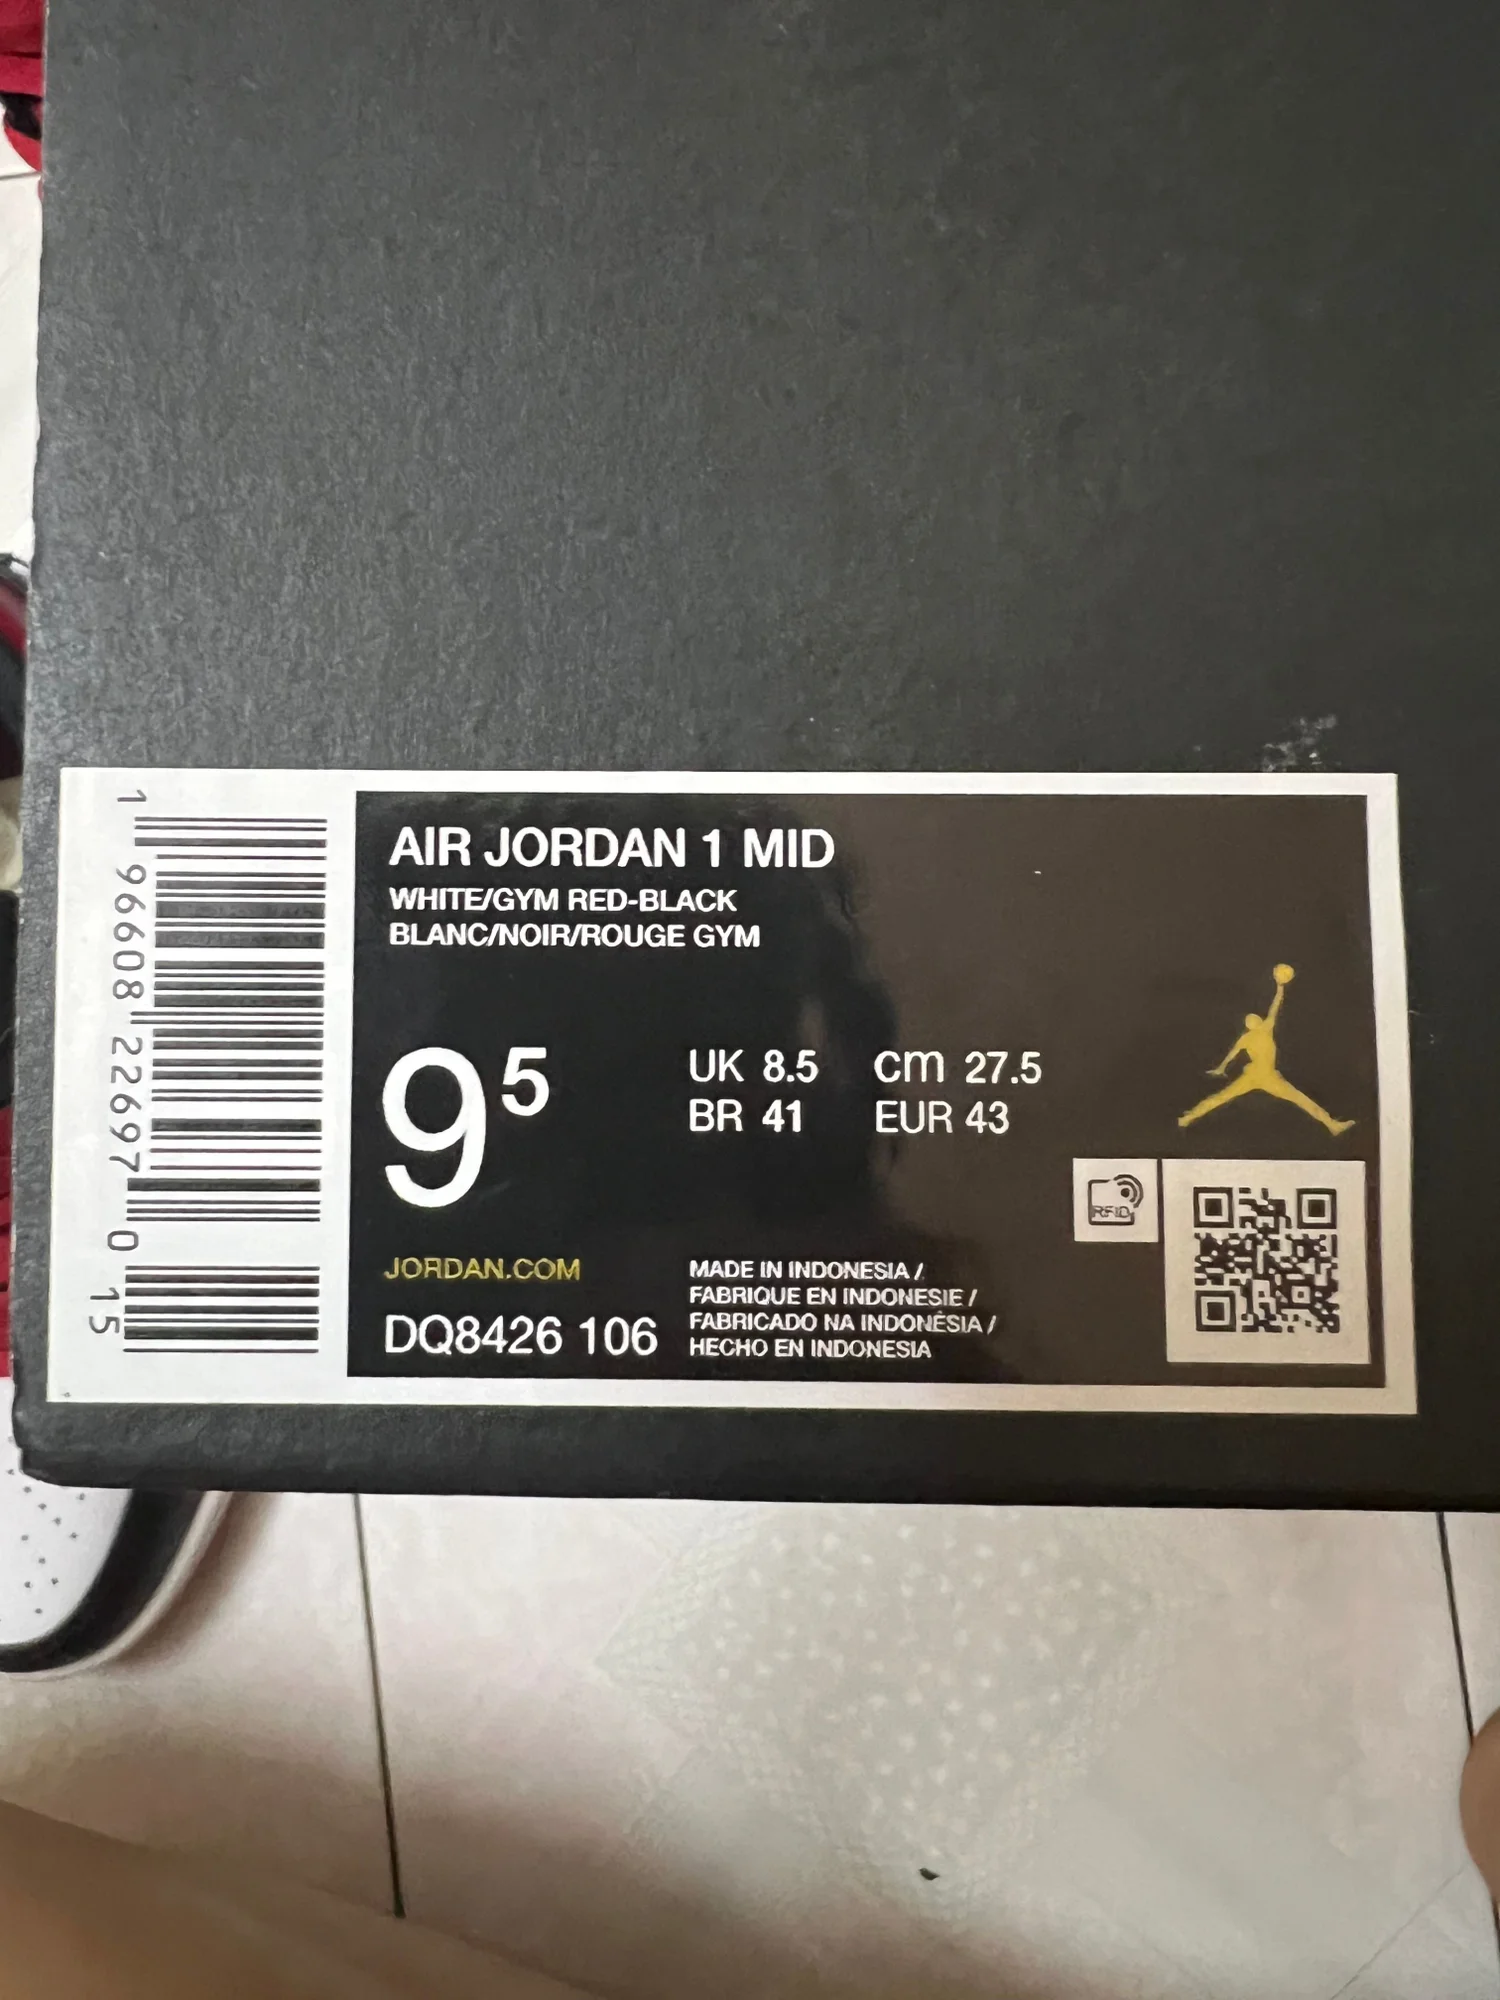 1 96608 22697 0 15
AIR JORDAN 1 MID
WHITE/GYM RED-BLACK
BLANC/NOIR/ROUGE GYM
9 5
UK 8.5 cm 27.5
BR 41 EUR 43
RFID
JORDAN.COM
DQ8426 106
MADE IN INDONESIA /
FABRIQUE EN INDONESIE /
FABRICADO NA INDONÉSIA /
HECHO EN INDONESIA